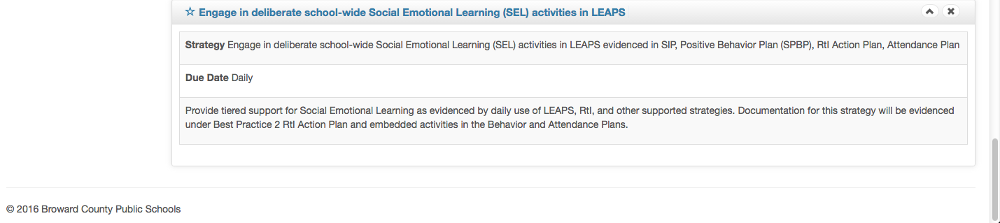 Engage in deliberate school-wide Social Emotional Learning (SEL) activities in LEAPS
Strategy Engage in deliberate school-wide Social Emotional Learning (SEL) activities in LEAPS evidenced in SIP, Positive Behavior Plan (SPBP), RtI Action Plan, Attendance Plan
Due Date Daily
Provide tiered support for Social Emotional Learning as evidenced by daily use of LEAPS, RtI, and other supported strategies. Documentation for this strategy will be evidenced
under Best Practice 2 RtI Action Plan and embedded activities in the Behavior and Attendance Plans.
© 2016 Broward County Public Schools